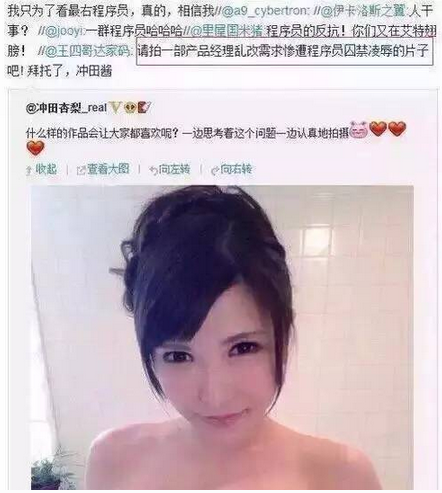 我只为了看最右程序员，真的，相信我//@a9_cybertron: //@伊卡洛斯之翼:人干
事？ //@jooyi:一群程序员哈哈哈//@里屋国米猪:程序员的反抗！你们又在艾特翅
膀！ //@王四哥达家码:请拍一部产品经理乱改需求惨遭程序员囚禁凌辱的片子
吧! 拜托了，冲田酱
@冲田杏梨_real
什么样的作品会让大家都喜欢呢？一边思考着这个问题一边认真地拍摄
收起 查看大图 向左转 向右转